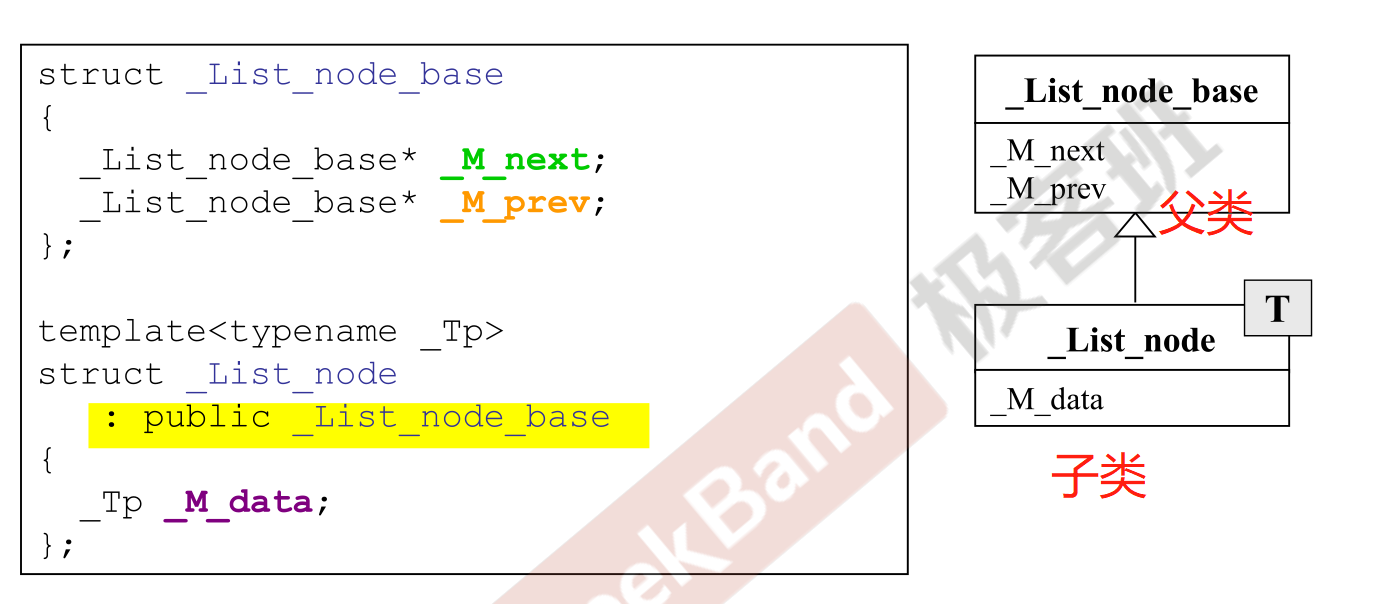 struct _List_node_base
{
_List_node_base* _M_next;
_List_node_base* _M_prev;
};
template<typename _Tp>
struct _List_node
: public _List_node_base
{
_Tp _M_data;
};
_List_node_base
_M_next
_M_prev
父类
T
_List_node
_M_data
子类
eekBand
极客班